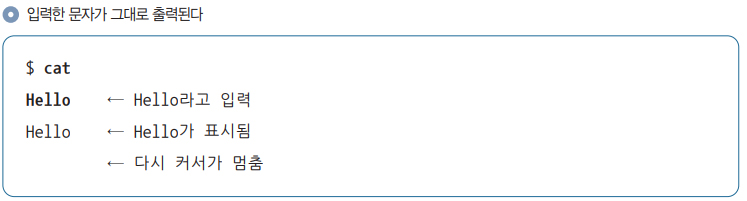 입력한 문자가 그대로 출력된다
$ cat
Hello ← Hello라고 입력
Hello ← Hello가 표시됨
← 다시 커서가 멈춤